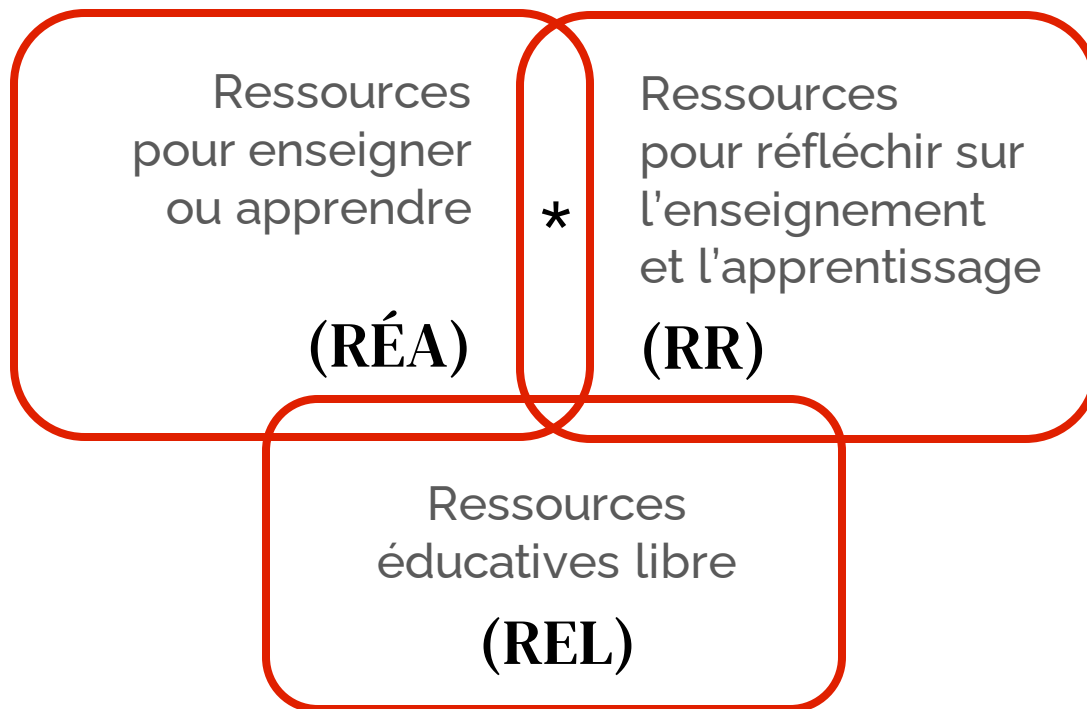 Ressources
pour enseigner
ou apprendre
(RÉA)
*
Ressources
pour réfléchir sur
l'enseignement
et l'apprentissage
(RR)
Ressources
éducatives libre
(REL)